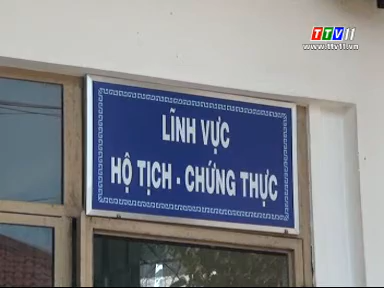 TTV11
www.ttv11.vn
LĨNH VỰC
HỘ TỊCH - CHỨNG THỰC